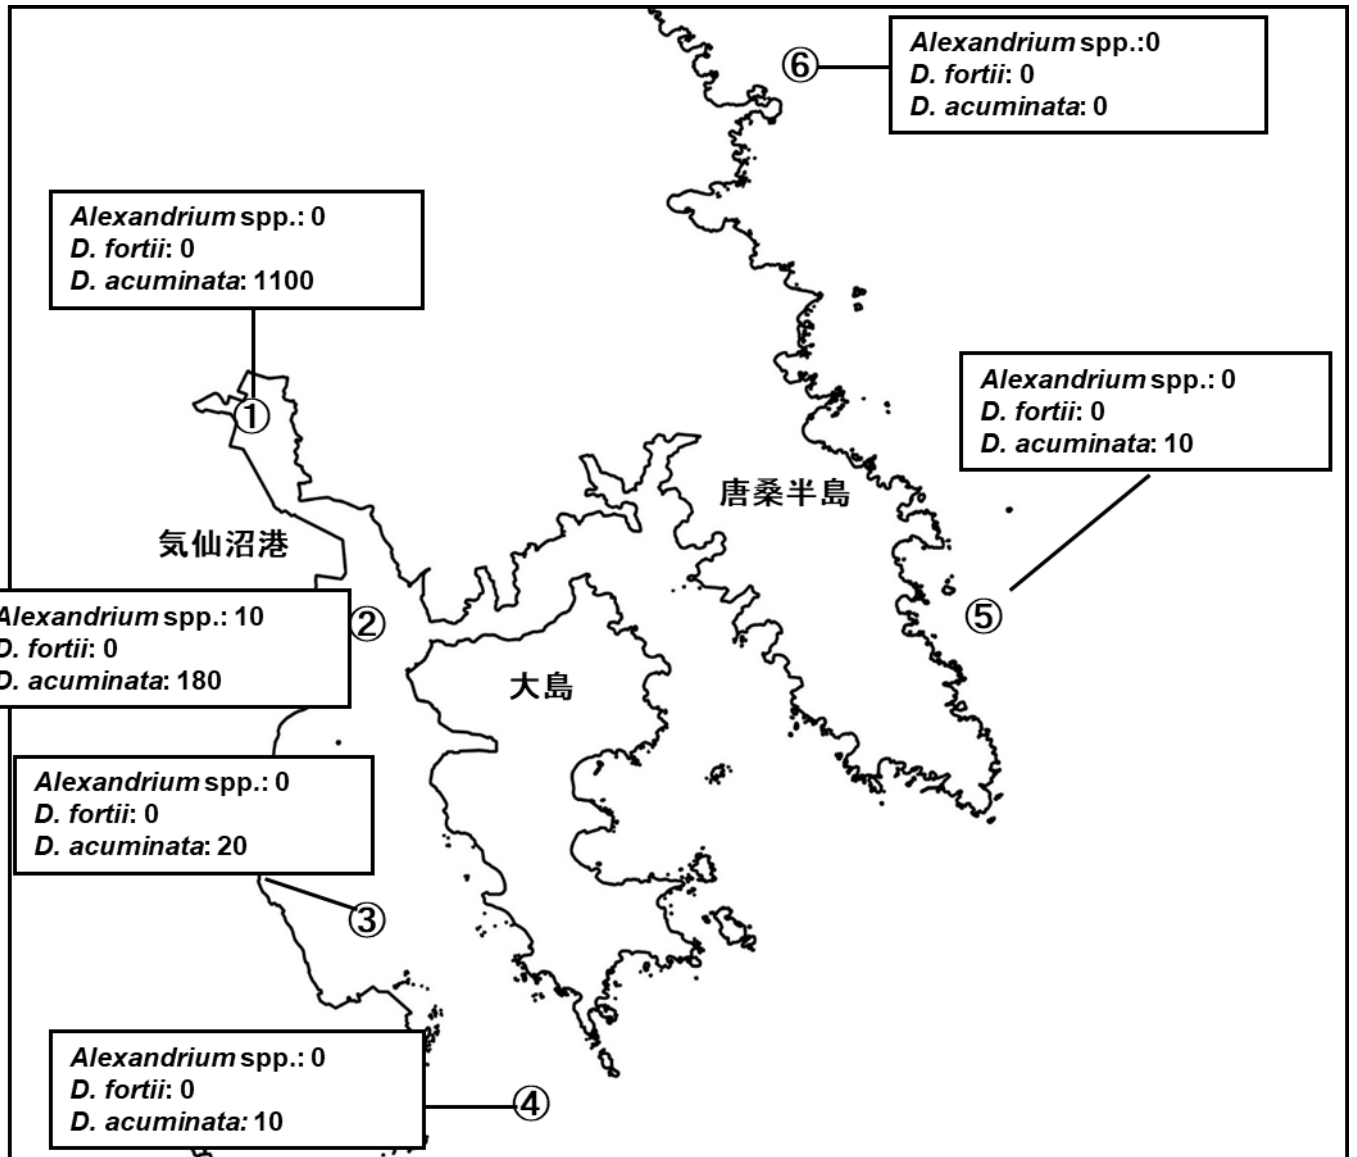 Alexandrium spp.:0
D. fortii: 0
D. acuminata: 0
⑥
Alexandrium spp.: 0
D. fortii: 0
D. acuminata: 1100
①
Alexandrium spp.: 0
D. fortii: 0
D. acuminata: 10
⑤
唐桑半島
気仙沼港
Alexandrium spp.: 10
D. fortii: 0
D. acuminata: 180
②
大島
Alexandrium spp.: 0
D. fortii: 0
D. acuminata: 20
③
Alexandrium spp.: 0
D. fortii: 0
D. acuminata: 10
④